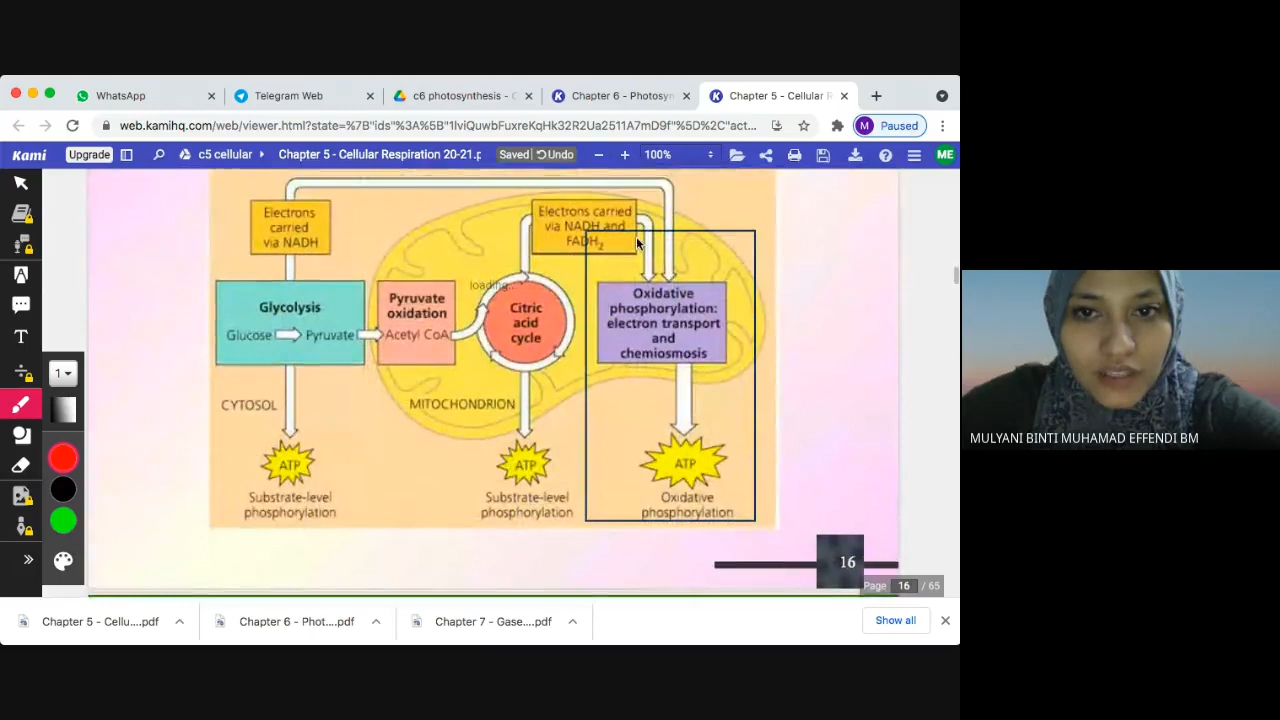 WhatsApp
Telegram Web
c6 photosynthesis - C
Chapter 6 - Photosyn
Chapter 5 - Cellular R
web.kamihq.com/web/viewer.html?state=%7B"ids"%3A%5B"1lviQuwbFuxreKqHk32R2Ua2511A7mD9f"%5D%2C"act...
M Paused
Kami
Upgrade
c5 cellular
Chapter 5 - Cellular Respiration 20-21.p
Saved
Undo
100%
ME
Electrons
carried
via NADH
Electrons carried
via NADH and
FADH2
loading...
Glycolysis
Glucose
Pyruvate
Pyruvate
oxidation
Acetyl CoA
Citric
acid
cycle
Oxidative
phosphorylation:
electron transport
and
chemiosmosis
CYTOSOL
MITOCHONDRION
ATP
Substrate-level
phosphorylation
ATP
Substrate-level
phosphorylation
ATP
Oxidative
phosphorylation
T
1
16
Page 16 / 65
Chapter 5 - Cellu....pdf
Chapter 6 - Phot....pdf
Chapter 7 - Gase....pdf
Show all
MULYANI BINTI MUHAMAD EFFENDI BM